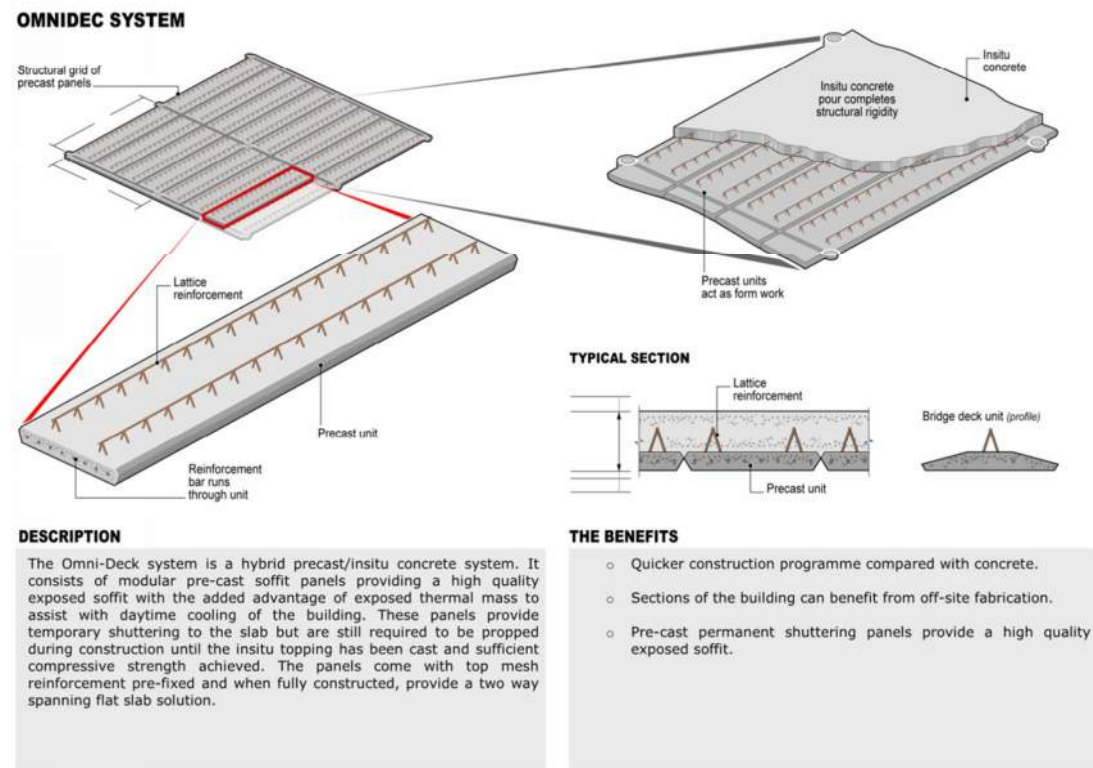 OMNIDEC SYSTEM
Structural grid of
precast panels
Insitu
concrete
Insitu concrete
pour completes
structural rigidity
Lattice
reinforcement
Precast units
act as form work
Precast unit
Reinforcement
bar runs
through unit
TYPICAL SECTION
Lattice
reinforcement
Bridge deck unit (profile)
Precast unit
DESCRIPTION
The Omni-Deck system is a hybrid precast/insitu concrete system. It
consists of modular pre-cast soffit panels providing a high quality
exposed soffit with the added advantage of exposed thermal mass to
assist with daytime cooling of the building. These panels provide
temporary shuttering to the slab but are still required to be propped
during construction until the insitu topping has been cast and sufficient
compressive strength achieved. The panels come with top mesh
reinforcement pre-fixed and when fully constructed, provide a two way
spanning flat slab solution.
THE BENEFITS
○ Quicker construction programme compared with concrete.
○ Sections of the building can benefit from off-site fabrication.
○ Pre-cast permanent shuttering panels provide a high quality
exposed soffit.